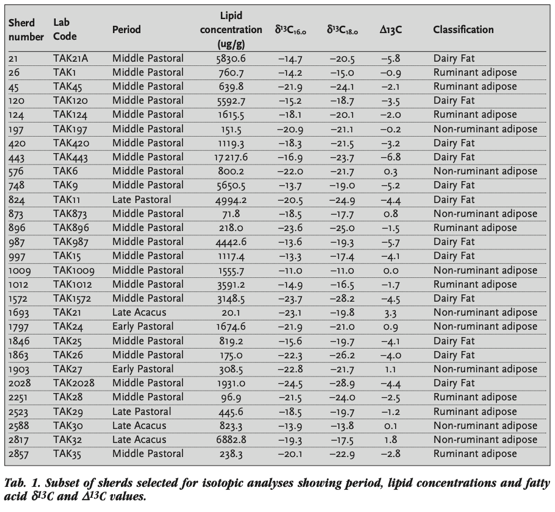 Sherd number Lab Code Period Lipid concentration (ug/g) δ¹³C16.0 δ¹³C18.0 Δ13C Classification
21 TAK21A Middle Pastoral 5830.6 −14.7 −20.5 −5.8 Dairy Fat
26 TAK1 Middle Pastoral 760.7 −14.2 −15.0 −0.9 Ruminant adipose
45 TAK45 Middle Pastoral 639.8 −21.9 −24.1 −2.1 Ruminant adipose
120 TAK120 Middle Pastoral 5592.7 −15.2 −18.7 −3.5 Dairy Fat
124 TAK124 Middle Pastoral 1615.5 −18.1 −20.1 −2.0 Ruminant adipose
197 TAK197 Middle Pastoral 151.5 −20.9 −21.1 −0.2 Non-ruminant adipose
420 TAK420 Middle Pastoral 1119.3 −18.3 −21.5 −3.2 Dairy Fat
443 TAK443 Middle Pastoral 17217.6 −16.9 −23.7 −6.8 Dairy Fat
576 TAK6 Middle Pastoral 800.2 −22.0 −21.7 0.3 Non-ruminant adipose
748 TAK9 Middle Pastoral 5650.5 −13.7 −19.0 −5.2 Dairy Fat
824 TAK11 Late Pastoral 4994.2 −20.5 −24.9 −4.4 Dairy Fat
873 TAK873 Middle Pastoral 71.8 −18.5 −17.7 0.8 Non-ruminant adipose
896 TAK896 Middle Pastoral 218.0 −23.6 −25.0 −1.5 Ruminant adipose
987 TAK987 Middle Pastoral 4442.6 −13.6 −19.3 −5.7 Dairy Fat
997 TAK15 Middle Pastoral 1117.4 −13.3 −17.4 −4.1 Dairy Fat
1009 TAK1009 Middle Pastoral 1555.7 −11.0 −11.0 0.0 Non-ruminant adipose
1012 TAK1012 Middle Pastoral 3591.2 −14.9 −16.5 −1.7 Ruminant adipose
1572 TAK1572 Middle Pastoral 3148.5 −23.7 −28.2 −4.5 Dairy Fat
1693 TAK21 Late Acacus 20.1 −23.1 −19.8 3.3 Non-ruminant adipose
1797 TAK24 Early Pastoral 1674.6 −21.9 −21.0 0.9 Non-ruminant adipose
1846 TAK25 Middle Pastoral 819.2 −15.6 −19.7 −4.1 Dairy Fat
1863 TAK26 Middle Pastoral 175.0 −22.3 −26.2 −4.0 Dairy Fat
1903 TAK27 Early Pastoral 308.5 −22.8 −21.7 1.1 Non-ruminant adipose
2028 TAK2028 Middle Pastoral 1931.0 −24.5 −28.9 −4.4 Dairy Fat
2251 TAK28 Middle Pastoral 96.9 −21.5 −24.0 −2.5 Ruminant adipose
2523 TAK29 Late Pastoral 445.6 −18.5 −19.7 −1.2 Ruminant adipose
2588 TAK30 Late Acacus 823.3 −13.9 −13.8 0.1 Non-ruminant adipose
2817 TAK32 Late Acacus 6882.8 −19.3 −17.5 1.8 Non-ruminant adipose
2857 TAK35 Middle Pastoral 238.3 −20.1 −22.9 −2.8 Ruminant adipose
Tab. 1. Subset of sherds selected for isotopic analyses showing period, lipid concentrations and fatty
acid δ13C and Δ13C values.